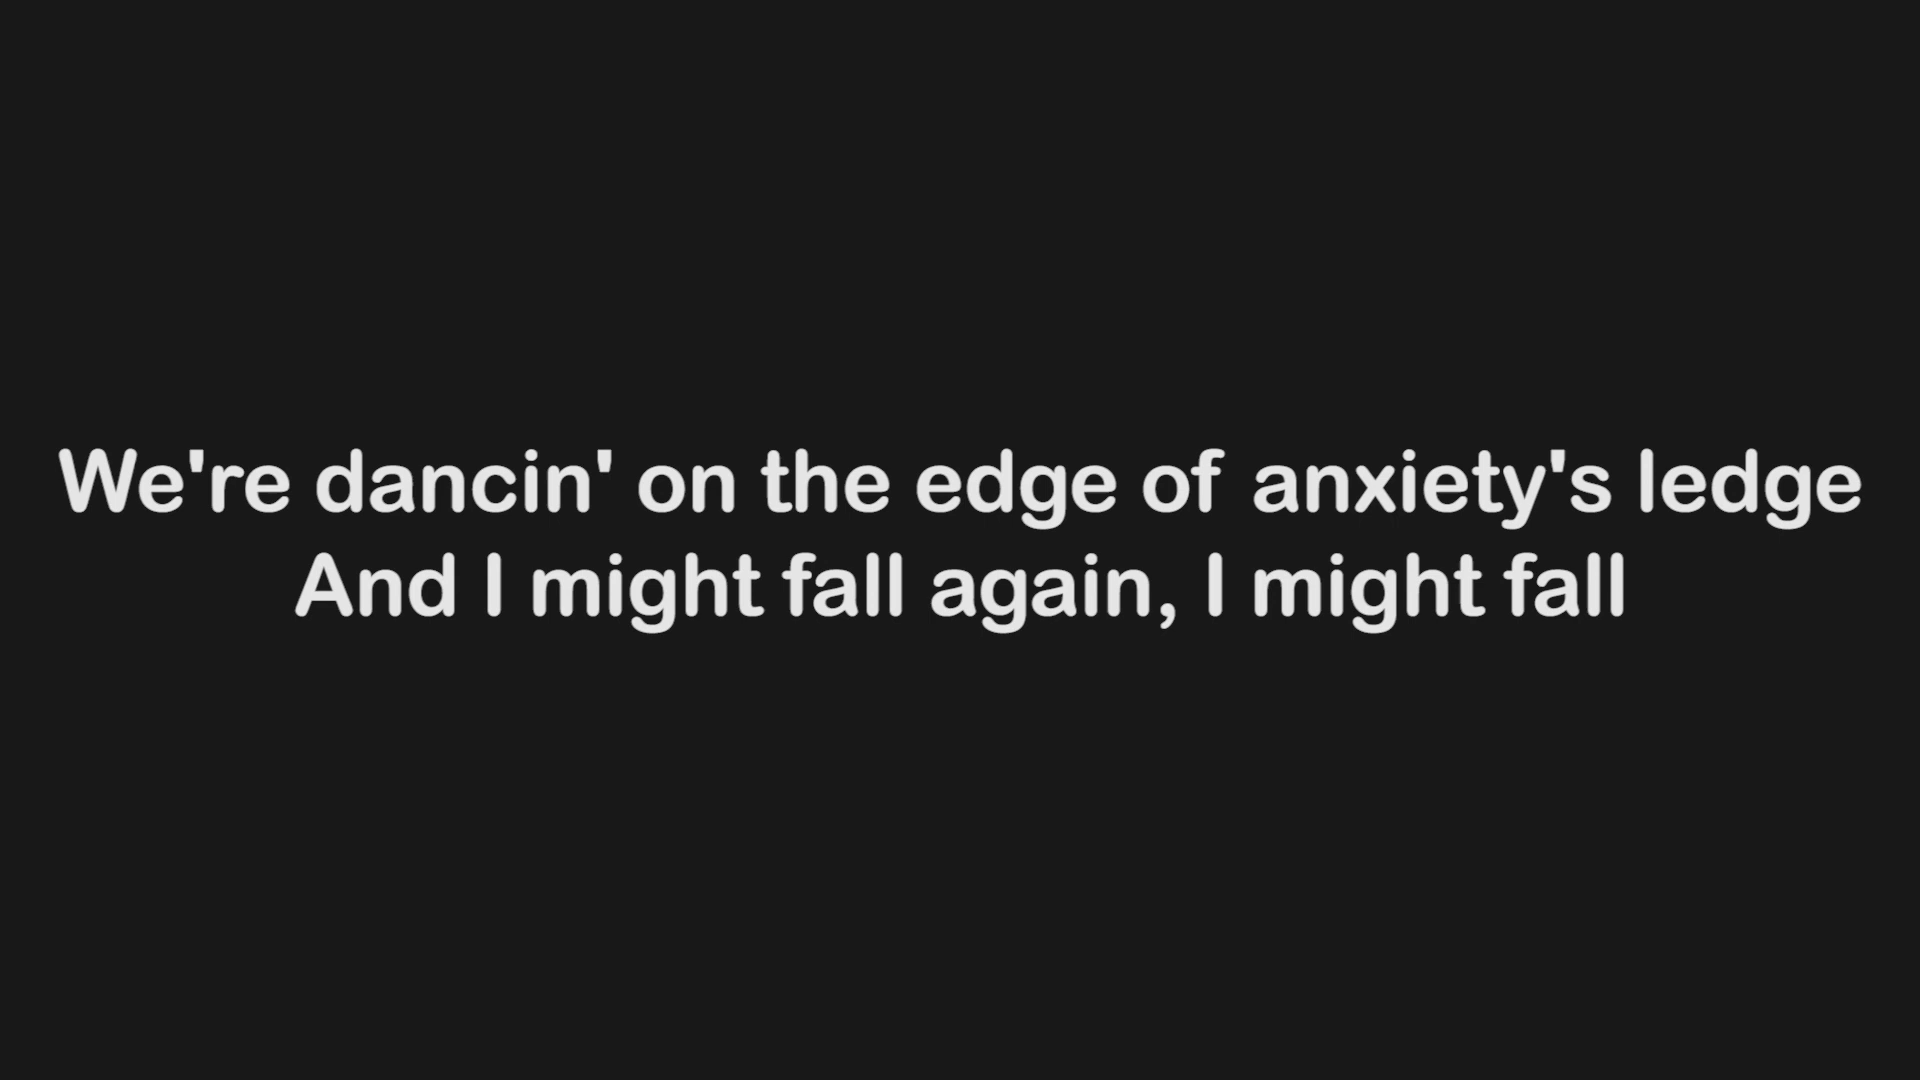 We're dancin' on the edge of anxiety's ledge
And I might fall again, I might fall